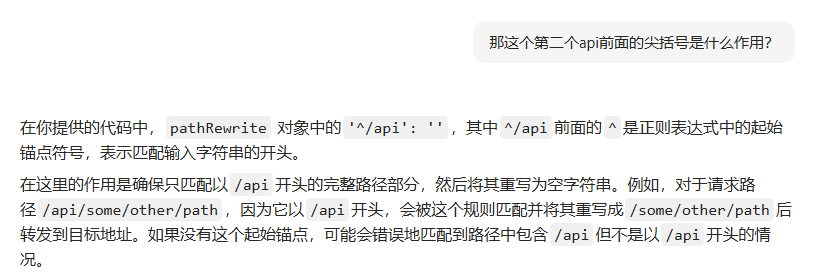 那这个第二个api前面的尖括号是什么作用?
在你提供的代码中，pathRewrite 对象中的 '^/api': ''，其中 ^/api 前面的 ^ 是正则表达式中的起始
锚点符号，表示匹配输入字符串的开头。
在这里的作用是确保只匹配以 /api 开头的完整路径部分，然后将其重写为空字符串。例如，对于请求路
径 /api/some/other/path ，因为它以 /api 开头，会被这个规则匹配并将其重写成 /some/other/path 后
转发到目标地址。如果没有这个起始锚点，可能会错误地匹配到路径中包含 /api 但不是以 /api 开头的情
况。